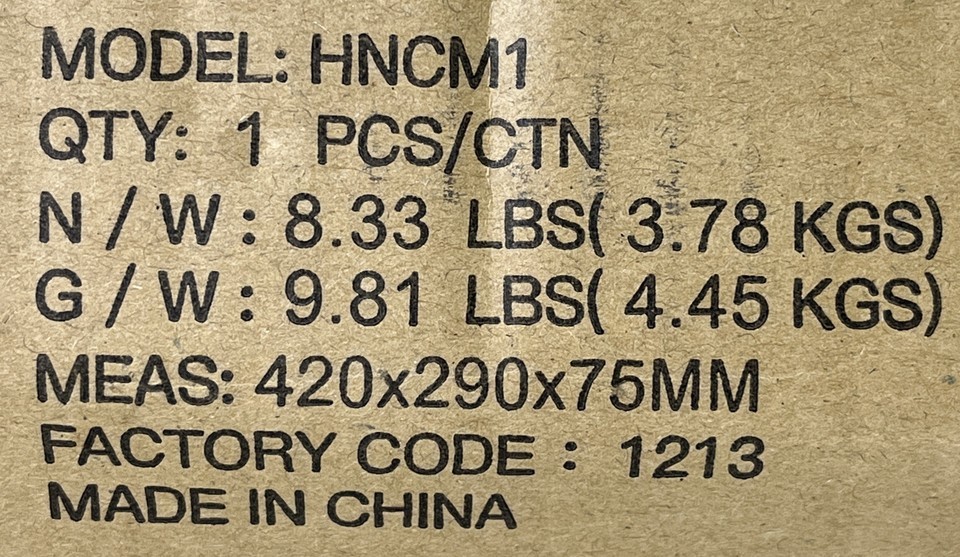 MODEL: HNCM1
QTY: 1 PCS/CTN
N / W : 8.33 LBS( 3.78 KGS)
G / W : 9.81 LBS( 4.45 KGS)
MEAS: 420x290x75MM
FACTORY CODE : 1213
MADE IN CHINA